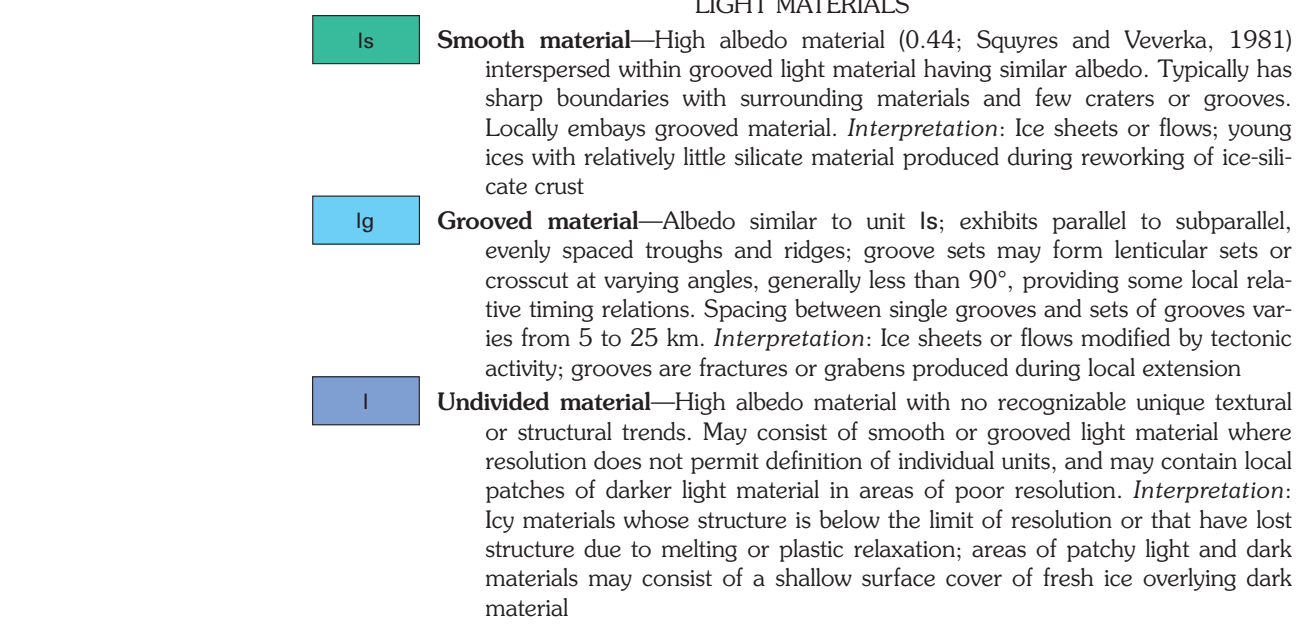 LIGHT MATERIALS
ls
Smooth material—High albedo material (0.44; Squyres and Veverka, 1981)
interspersed within grooved light material having similar albedo. Typically has
sharp boundaries with surrounding materials and few craters or grooves.
Locally embays grooved material. Interpretation: Ice sheets or flows; young
ices with relatively little silicate material produced during reworking of ice-sili-
cate crust
lg
Grooved material—Albedo similar to unit ls; exhibits parallel to subparallel,
evenly spaced troughs and ridges; groove sets may form lenticular sets or
crosscut at varying angles, generally less than 90°, providing some local rela-
tive timing relations. Spacing between single grooves and sets of grooves var-
ies from 5 to 25 km. Interpretation: Ice sheets or flows modified by tectonic
activity; grooves are fractures or grabens produced during local extension
l
Undivided material—High albedo material with no recognizable unique textural
or structural trends. May consist of smooth or grooved light material where
resolution does not permit definition of individual units, and may contain local
patches of darker light material in areas of poor resolution. Interpretation:
Icy materials whose structure is below the limit of resolution or that have lost
structure due to melting or plastic relaxation; areas of patchy light and dark
materials may consist of a shallow surface cover of fresh ice overlying dark
material